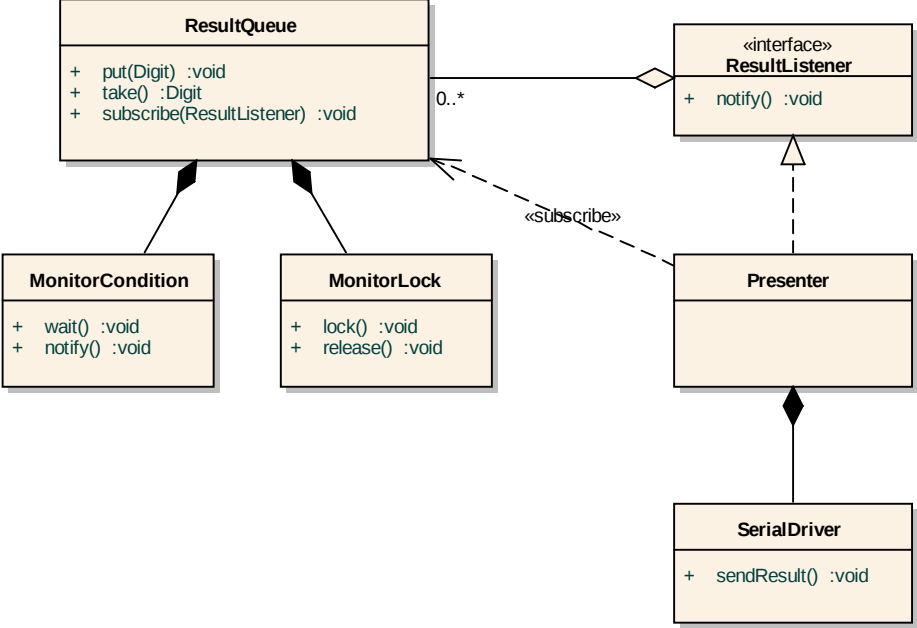 ResultQueue
+ put(Digit) :void
+ take() :Digit
+ subscribe(ResultListener) :void
«interface»
ResultListener
+ notify() :void
0..*
«subscribe»
MonitorCondition
+ wait() :void
+ notify() :void
MonitorLock
+ lock() :void
+ release() :void
Presenter
SerialDriver
+ sendResult() :void